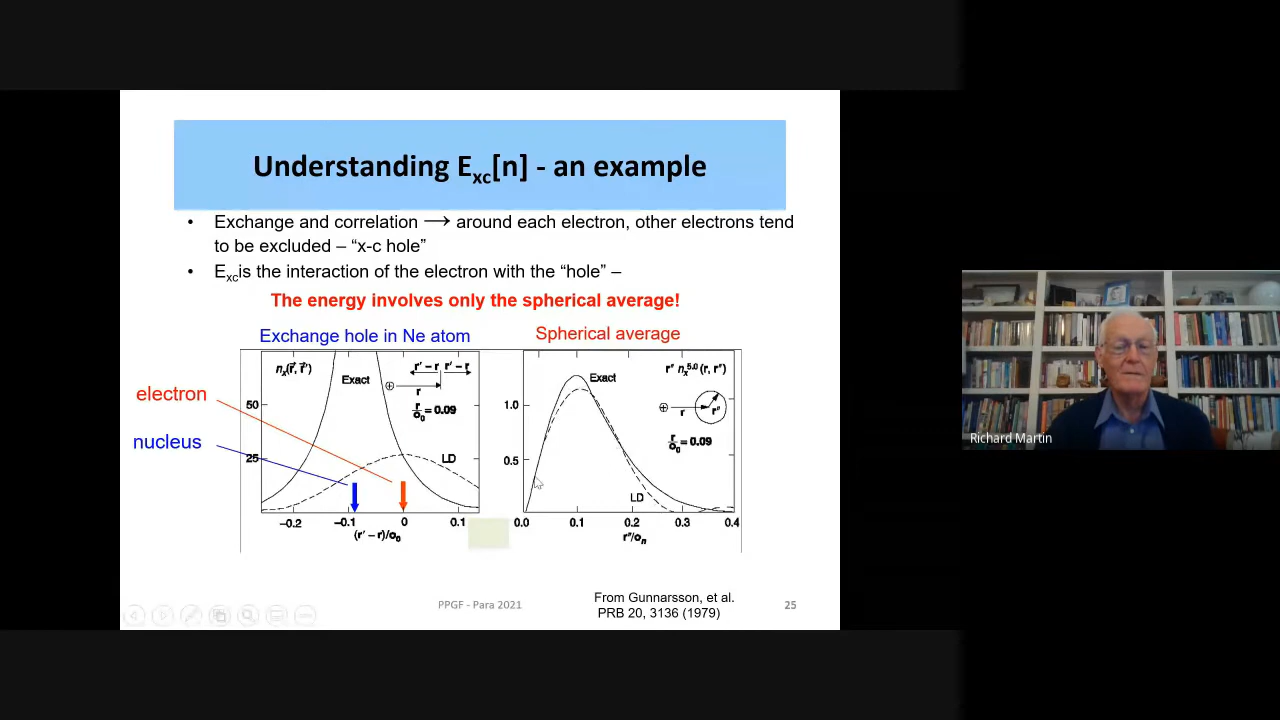 Understanding Exc[n] - an example
• Exchange and correlation ⟶ around each electron, other electrons tend
to be excluded – “x-c hole”
• Excis the interaction of the electron with the “hole” –
The energy involves only the spherical average!
Exchange hole in Ne atom
Spherical average
electron
nucleus
Exact
r' – r r' – r
r
r/a0 = 0.09
50
25
LD
–0.2 –0.1 0 0.1
(r' – r)/a0
Exact
r
r"
r/a0 = 0.09
1.0
0.5
LD
0.0 0.1 0.2 0.3 0.4
PPGF - Para 2021
From Gunnarsson, et al.
PRB 20, 3136 (1979)
25
Richard Martin